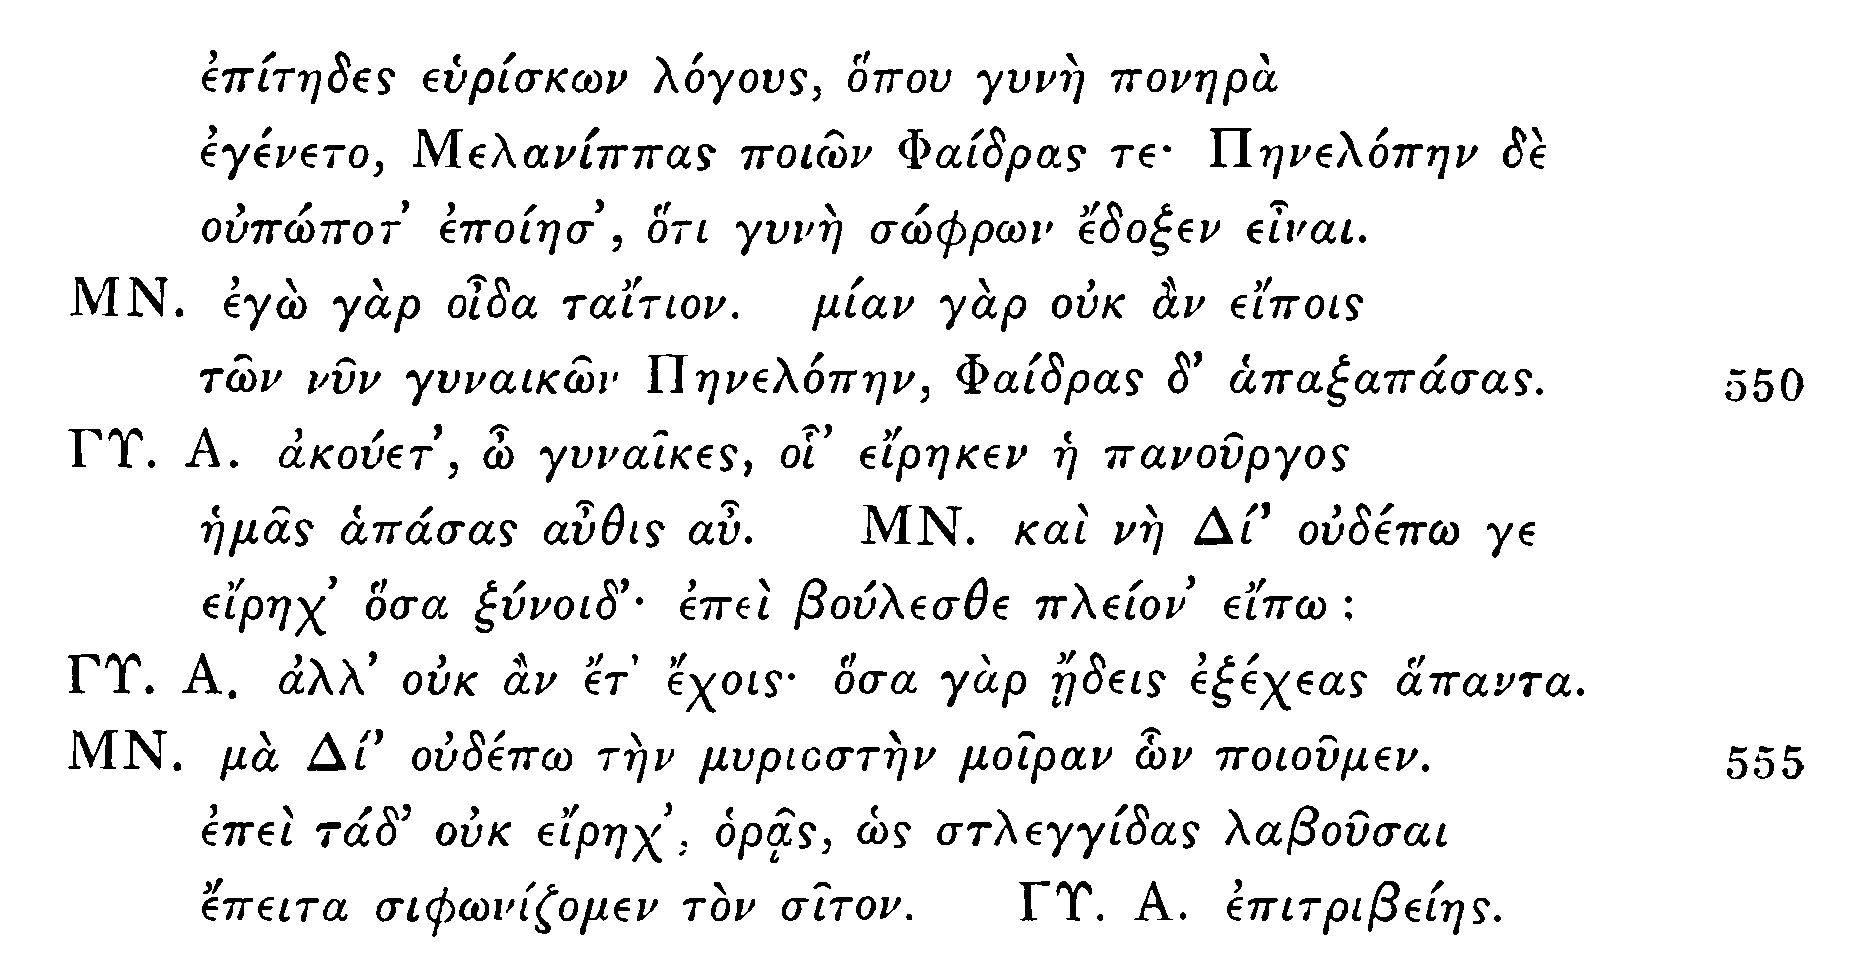 ἐπίτηδες εὑρίσκων λόγους, ὅπου γυνὴ πονηρὰ
ἐγένετο, Μελανίππας ποιῶν Φαίδρας τε· Πηνελόπην δὲ
οὐπώποτ’ ἐποίησ’, ὅτι γυνὴ σώφρων ἔδοξεν εἶναι.
ΜΝ. ἐγὼ γὰρ οἶδα ταἴτιον. μίαν γὰρ οὐκ ἂν εἴποις
τῶν νῦν γυναικῶν Πηνελόπην, Φαίδρας δ’ ἁπαξαπάσας. 550
ΓΥ. Α. ἀκούετ’, ὦ γυναῖκες, οἷ’ εἴρηκεν ἡ πανοῦργος
ἡμᾶς ἁπάσας αὖθις αὖ. ΜΝ. καὶ νὴ Δί’ οὐδέπω γε
εἴρηχ’ ὅσα ξύνοιδ’· ἐπεὶ βούλεσθε πλείον’ εἴπω ;
ΓΥ. Α. ἀλλ’ οὐκ ἂν ἔτ’ ἔχοις· ὅσα γὰρ ᾔδεις ἐξέχεας ἅπαντα.
ΜΝ. μὰ Δί’ οὐδέπω τὴν μυριοστὴν μοῖραν ὧν ποιοῦμεν. 555
ἐπεὶ τάδ’ οὐκ εἴρηχ’, ὁρᾷς, ὡς στλεγγίδας λαβοῦσαι
ἔπειτα σιφωνίζομεν τὸν σῖτον. ΓΥ. Α. ἐπιτριβείης.